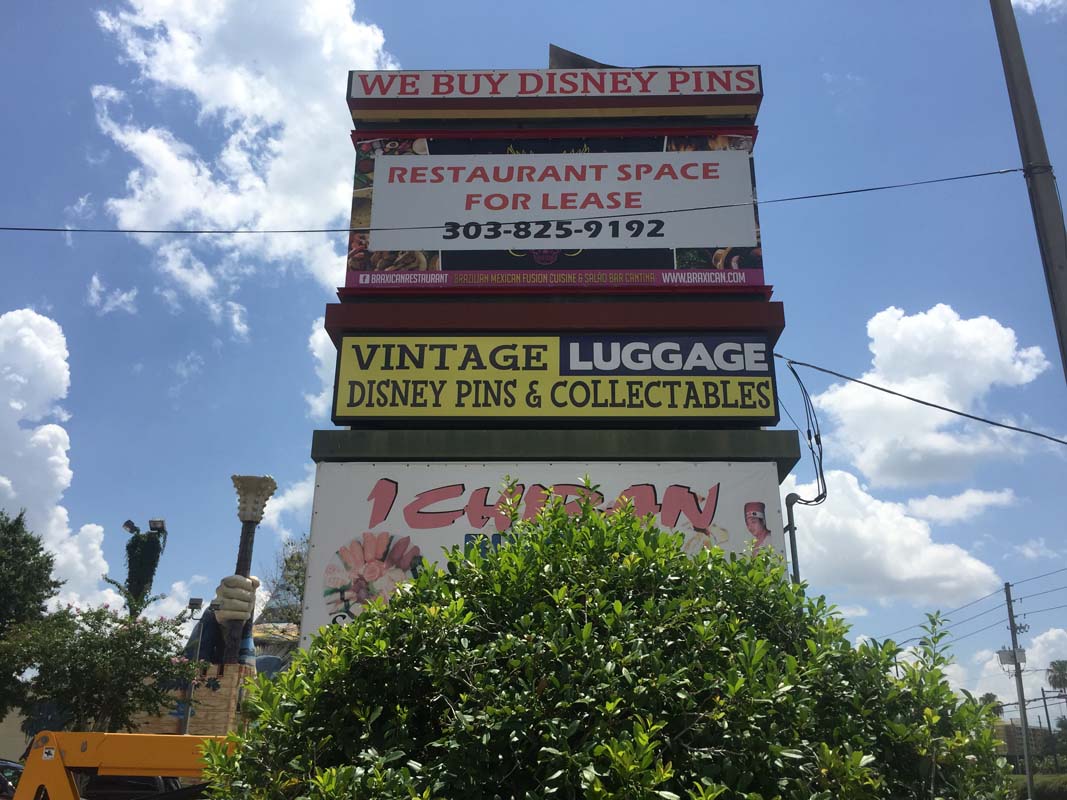 WE BUY DISNEY PINS
RESTAURANT SPACE
FOR LEASE
303-825-9192
BRAXICANRESTAURANT BRAZILIAN MEXICAN FUSION CUISINE & SALAD BAR CANTINA WWW.BRAXICAN.COM
VINTAGE LUGGAGE
DISNEY PINS & COLLECTABLES
ICHIBAN